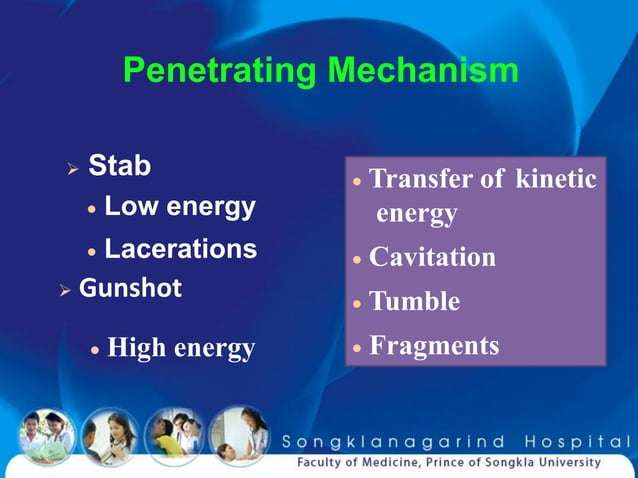 Penetrating Mechanism
➢ Stab
• Low energy
• Lacerations
➢ Gunshot
• High energy
• Transfer of kinetic
energy
• Cavitation
• Tumble
• Fragments
Songklanagarind Hospital
Faculty of Medicine, Prince of Songkla University